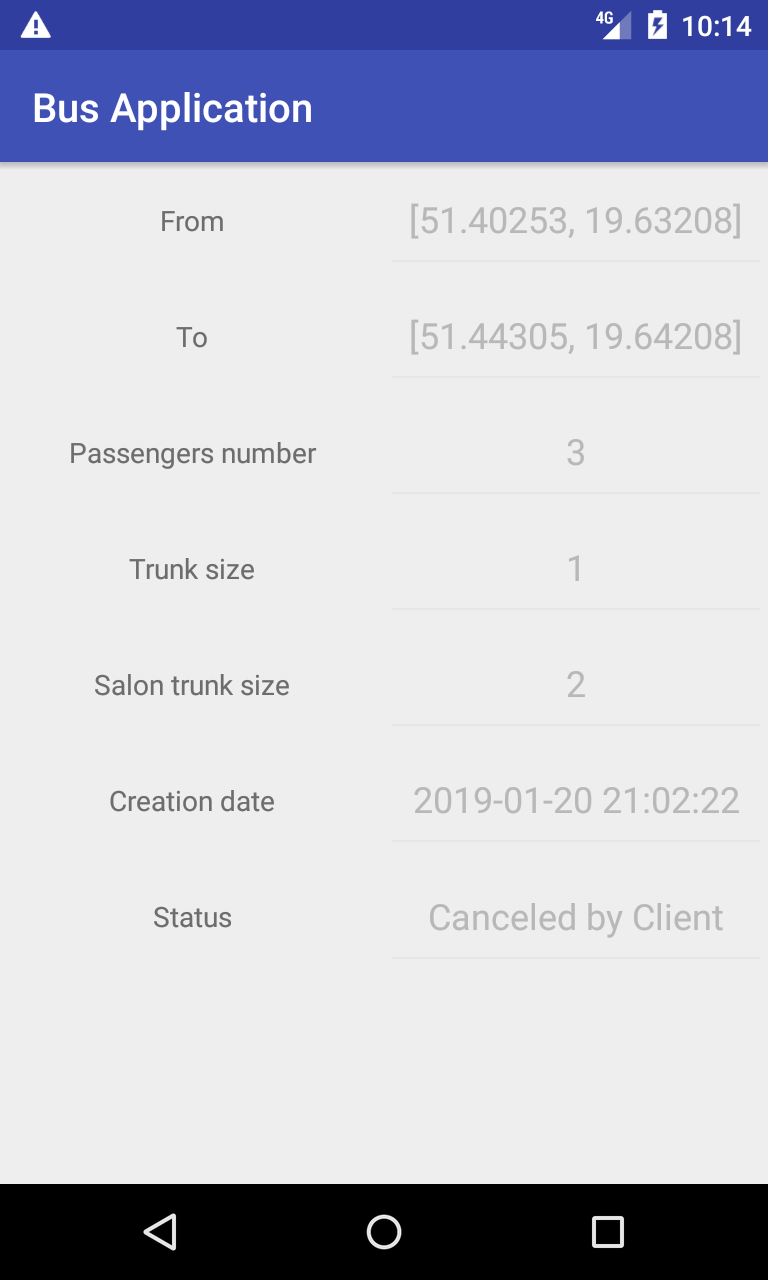 4G 10:14
Bus Application
From [51.40253, 19.63208]
To [51.44305, 19.64208]
Passengers number 3
Trunk size 1
Salon trunk size 2
Creation date 2019-01-20 21:02:22
Status Canceled by Client